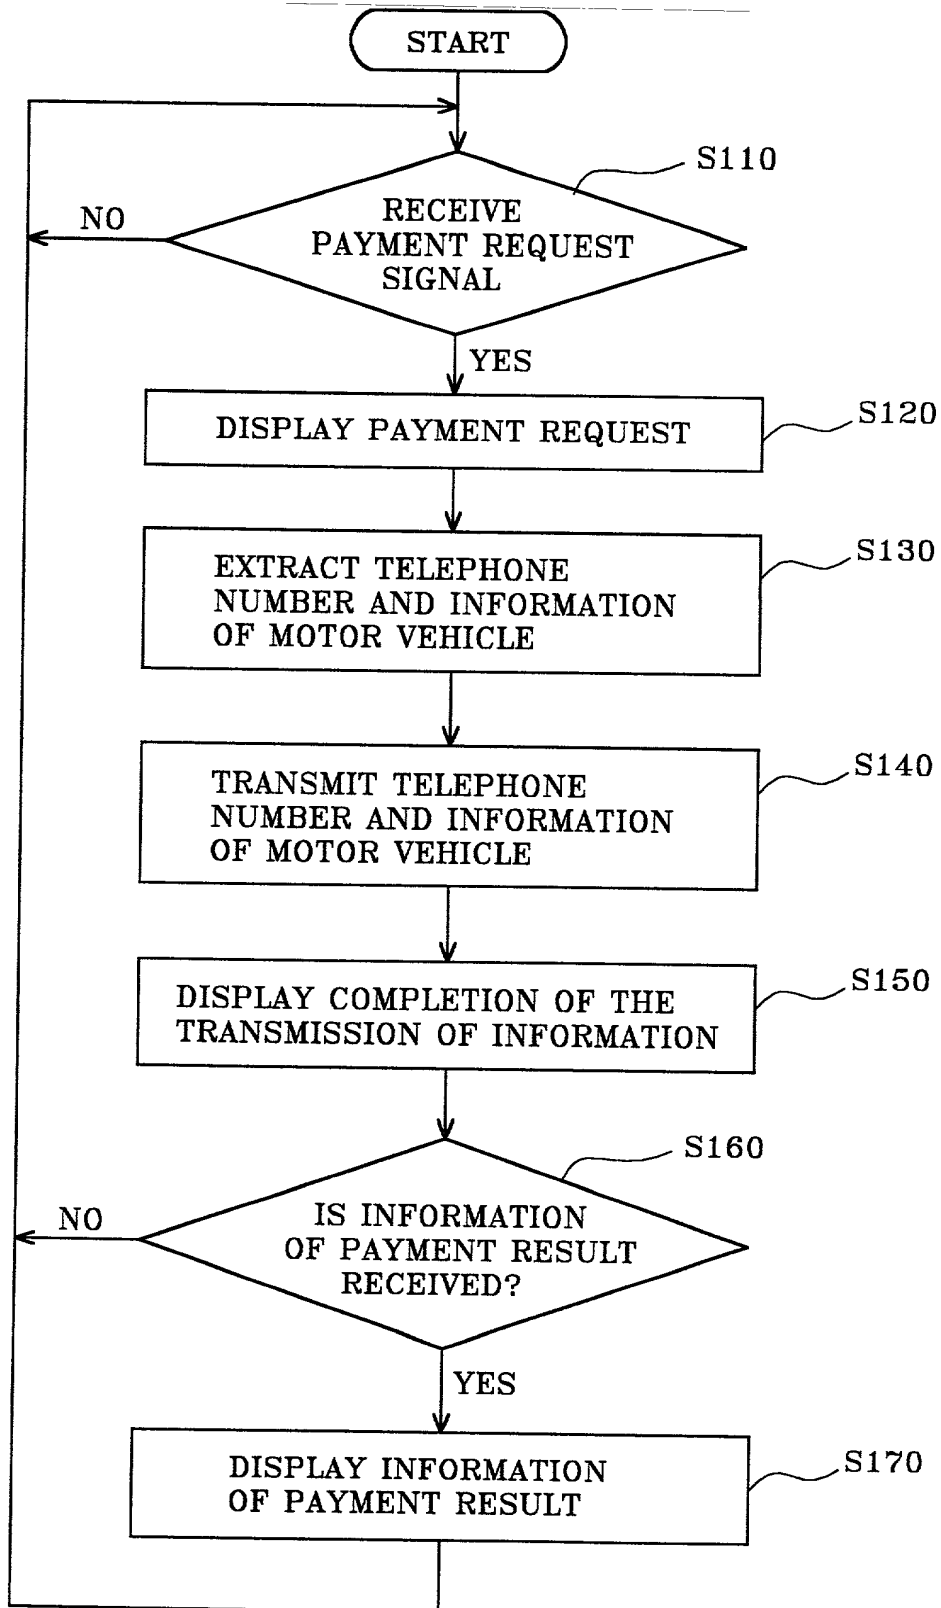 START
S110
RECEIVE
PAYMENT REQUEST
SIGNAL
NO
YES
DISPLAY PAYMENT REQUEST
S120
EXTRACT TELEPHONE
NUMBER AND INFORMATION
OF MOTOR VEHICLE
S130
TRANSMIT TELEPHONE
NUMBER AND INFORMATION
OF MOTOR VEHICLE
S140
DISPLAY COMPLETION OF THE
TRANSMISSION OF INFORMATION
S150
S160
IS INFORMATION
OF PAYMENT RESULT
RECEIVED?
NO
YES
DISPLAY INFORMATION
OF PAYMENT RESULT
S170